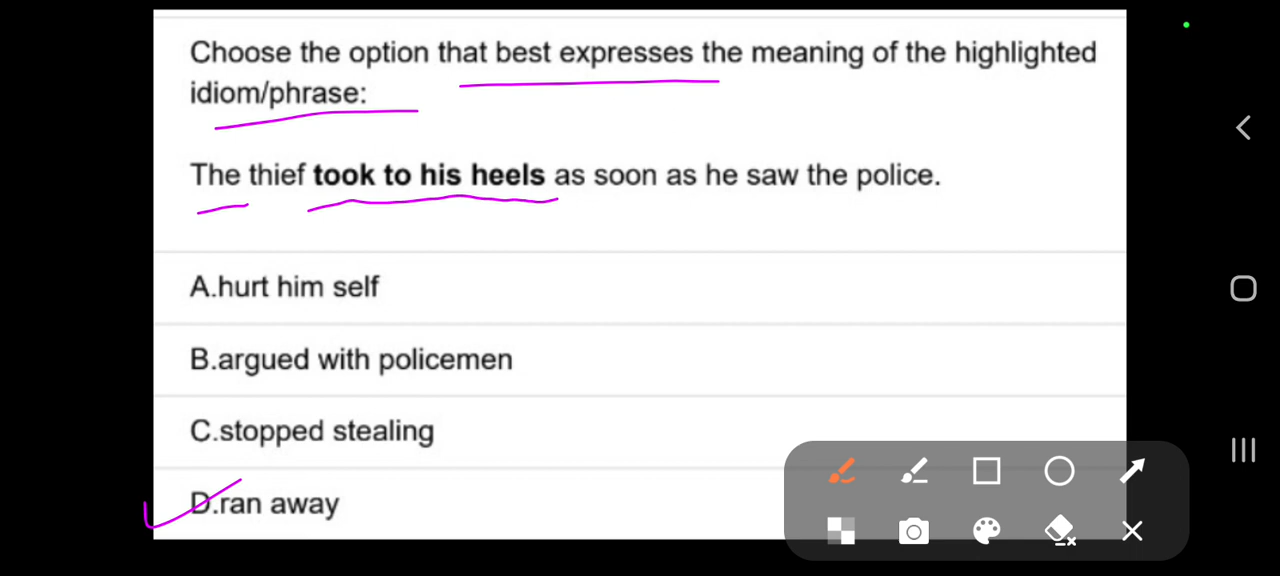 Choose the option that best expresses the meaning of the highlighted
idiom/phrase:
The thief took to his heels as soon as he saw the police.
A.hurt him self
B.argued with policemen
C.stopped stealing
D.ran away